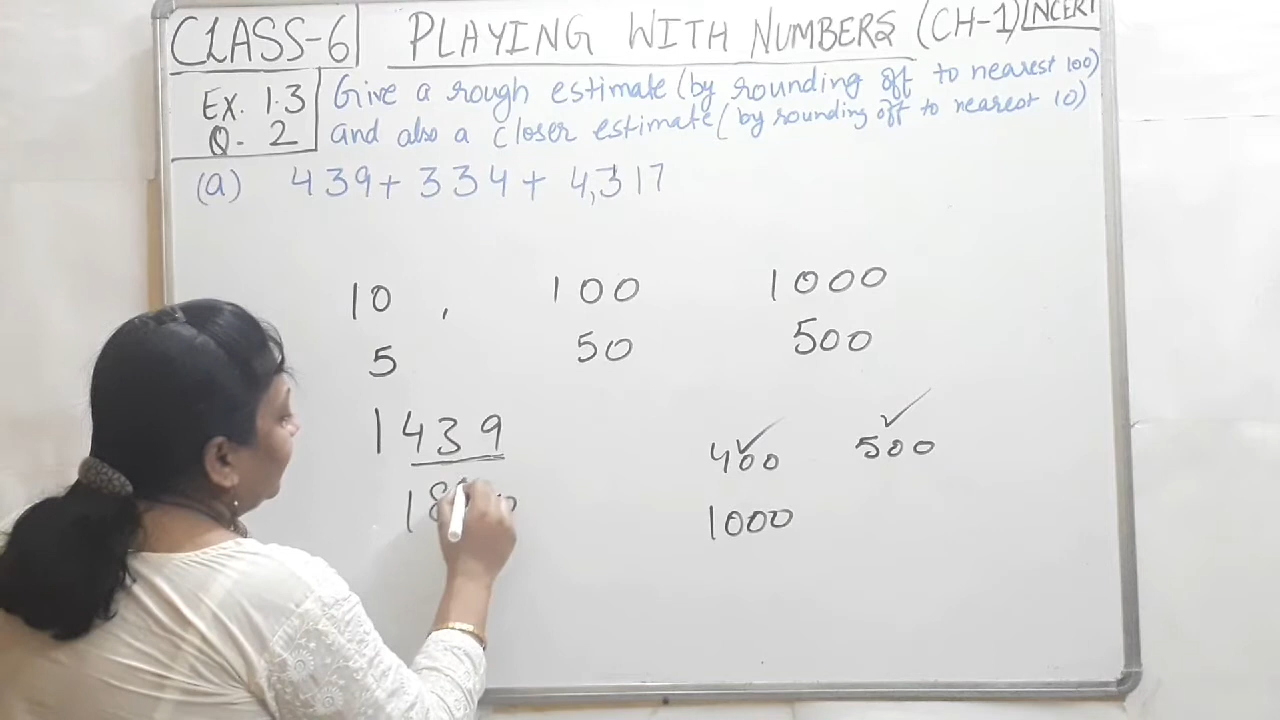 CLASS-6 PLAYING WITH NUMBERS (CH-1) NCERT
Ex. 1.3 Give a rough estimate (by rounding off to nearest 100)
Q. 2 and also a closer estimate (by rounding off to nearest 10)
(a) 439 + 334 + 4,317
10 , 100 1000
5 50 500
1439 400 500
1000